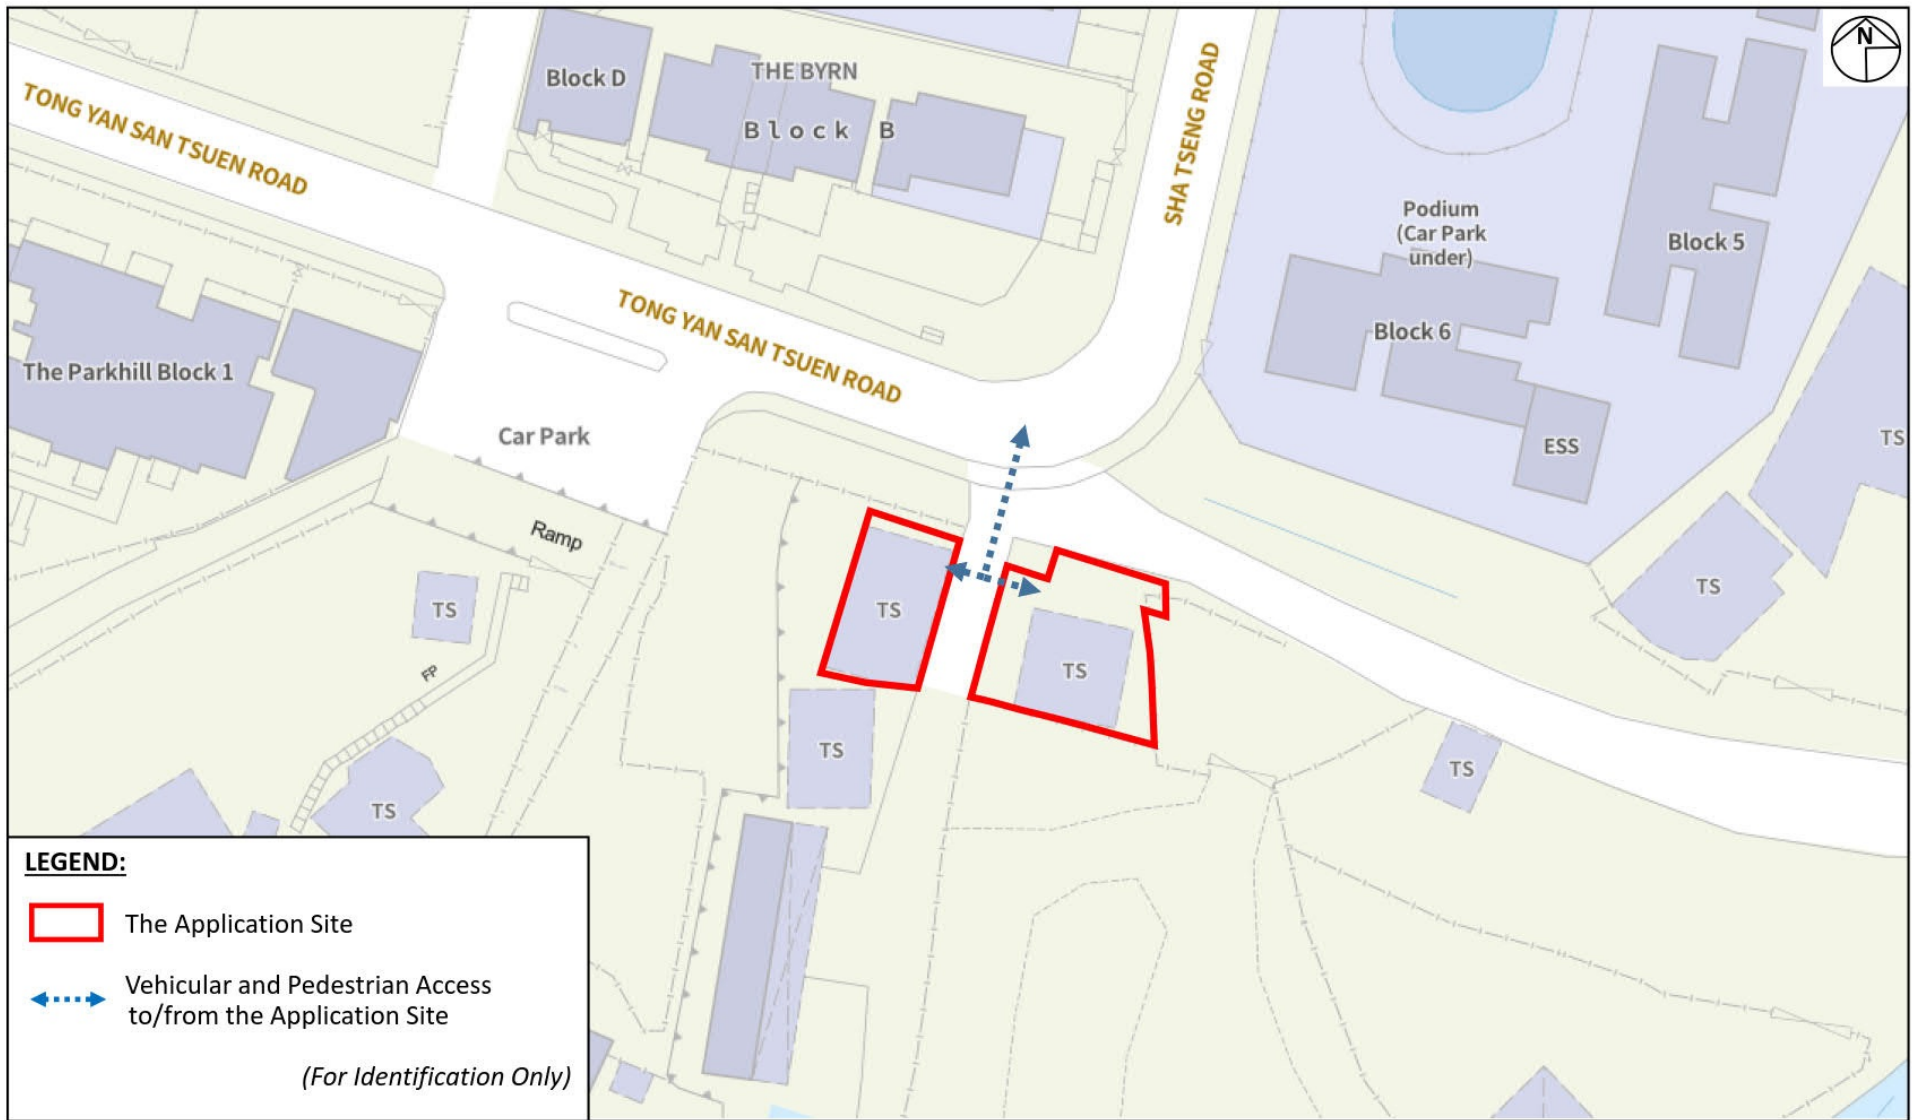 N
Block D
THE BYRN
Block B
SHA TSENG ROAD
TONG YAN SAN TSUEN ROAD
Podium
(Car Park
under)
Block 5
TONG YAN SAN TSUEN ROAD
Block 6
The Parkhill Block 1
Car Park
ESS
TS
Ramp
TS
TS
TS
TS
FP
TS
TS
TS
TS
LEGEND:
The Application Site
Vehicular and Pedestrian Access
to/from the Application Site
(For Identification Only)